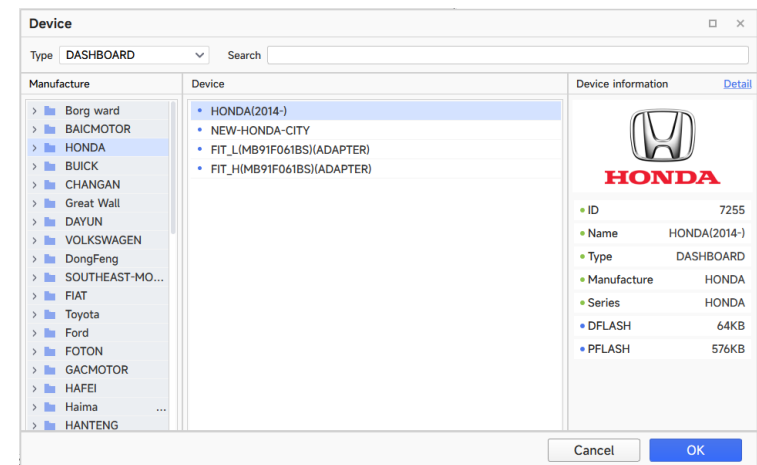 Device
Type DASHBOARD Search
Manufacture
Borg ward
BAICMOTOR
HONDA
BUICK
CHANGAN
Great Wall
DAYUN
VOLKSWAGEN
DongFeng
SOUTHEAST-MO...
FIAT
Toyota
Ford
FOTON
GACMOTOR
HAFEI
Haima ...
HANTENG
Device
HONDA(2014-)
NEW-HONDA-CITY
FIT_L(MB91F061BS)(ADAPTER)
FIT_H(MB91F061BS)(ADAPTER)
Device information Detail
HONDA
ID 7255
Name HONDA(2014-)
Type DASHBOARD
Manufacture HONDA
Series HONDA
DFLASH 64KB
PFLASH 576KB
Cancel OK